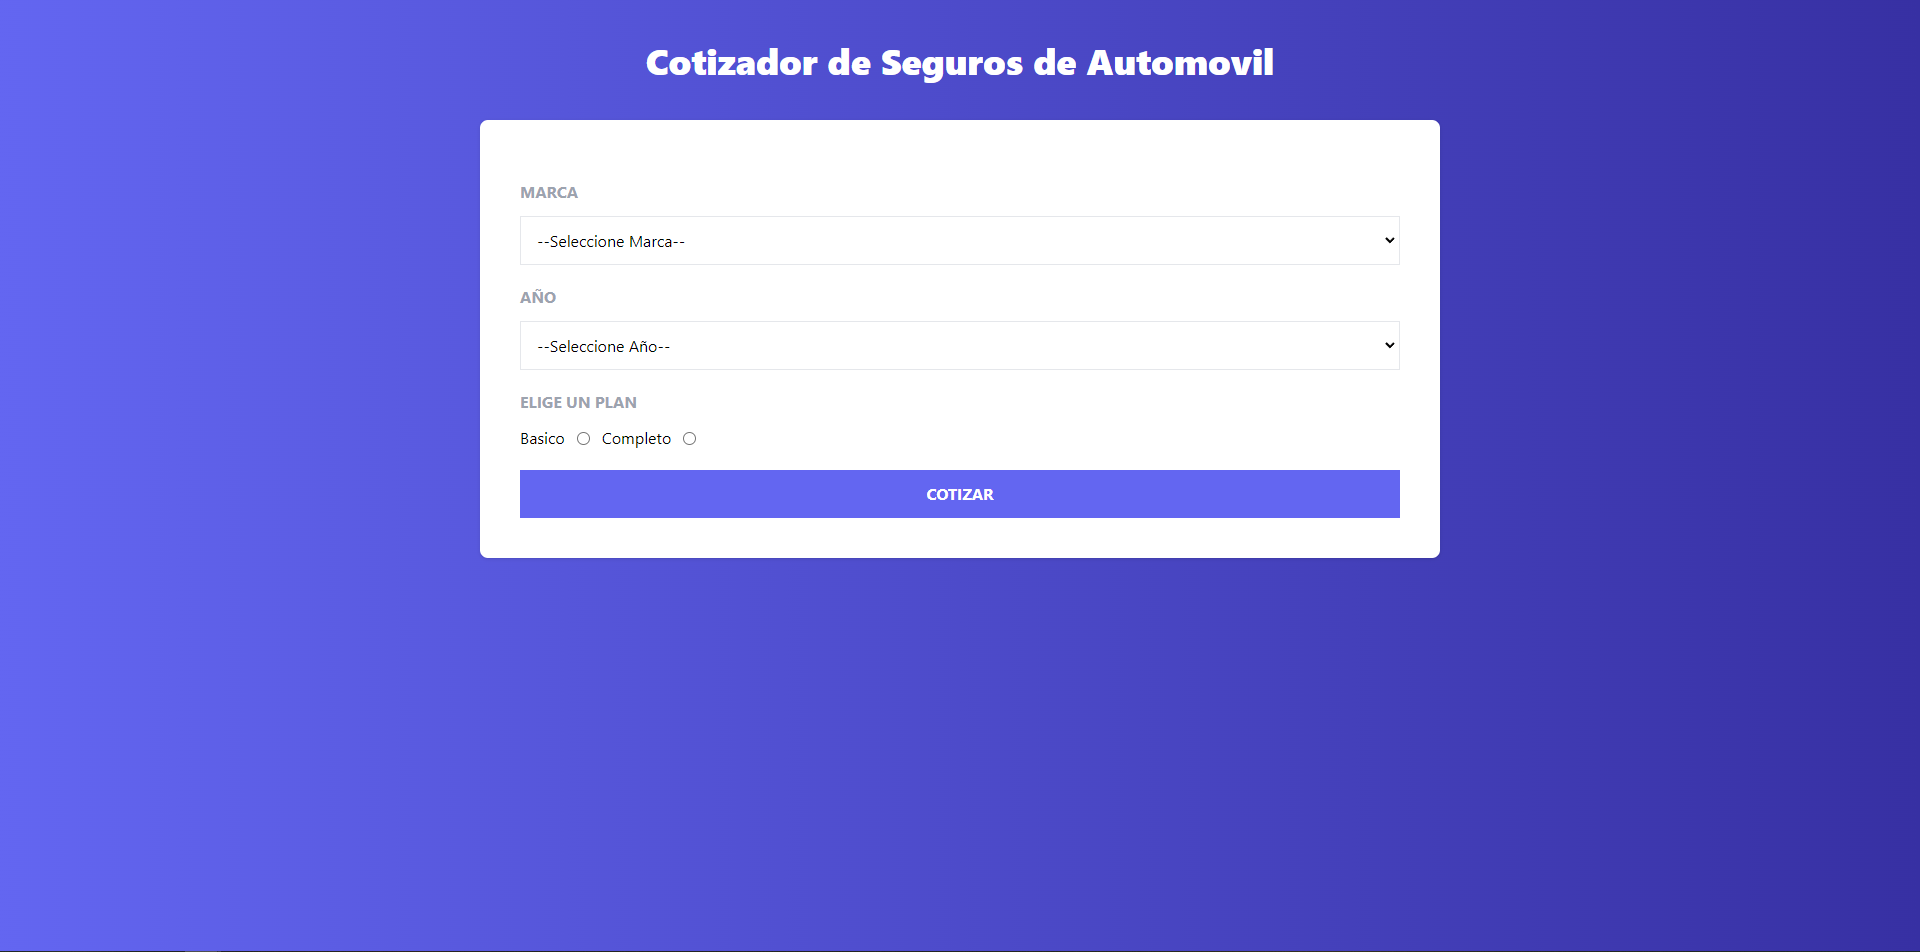 Cotizador de Seguros de Automovil
MARCA
--Seleccione Marca--
AÑO
--Seleccione Año--
ELIGE UN PLAN
Basico Completo
COTIZAR